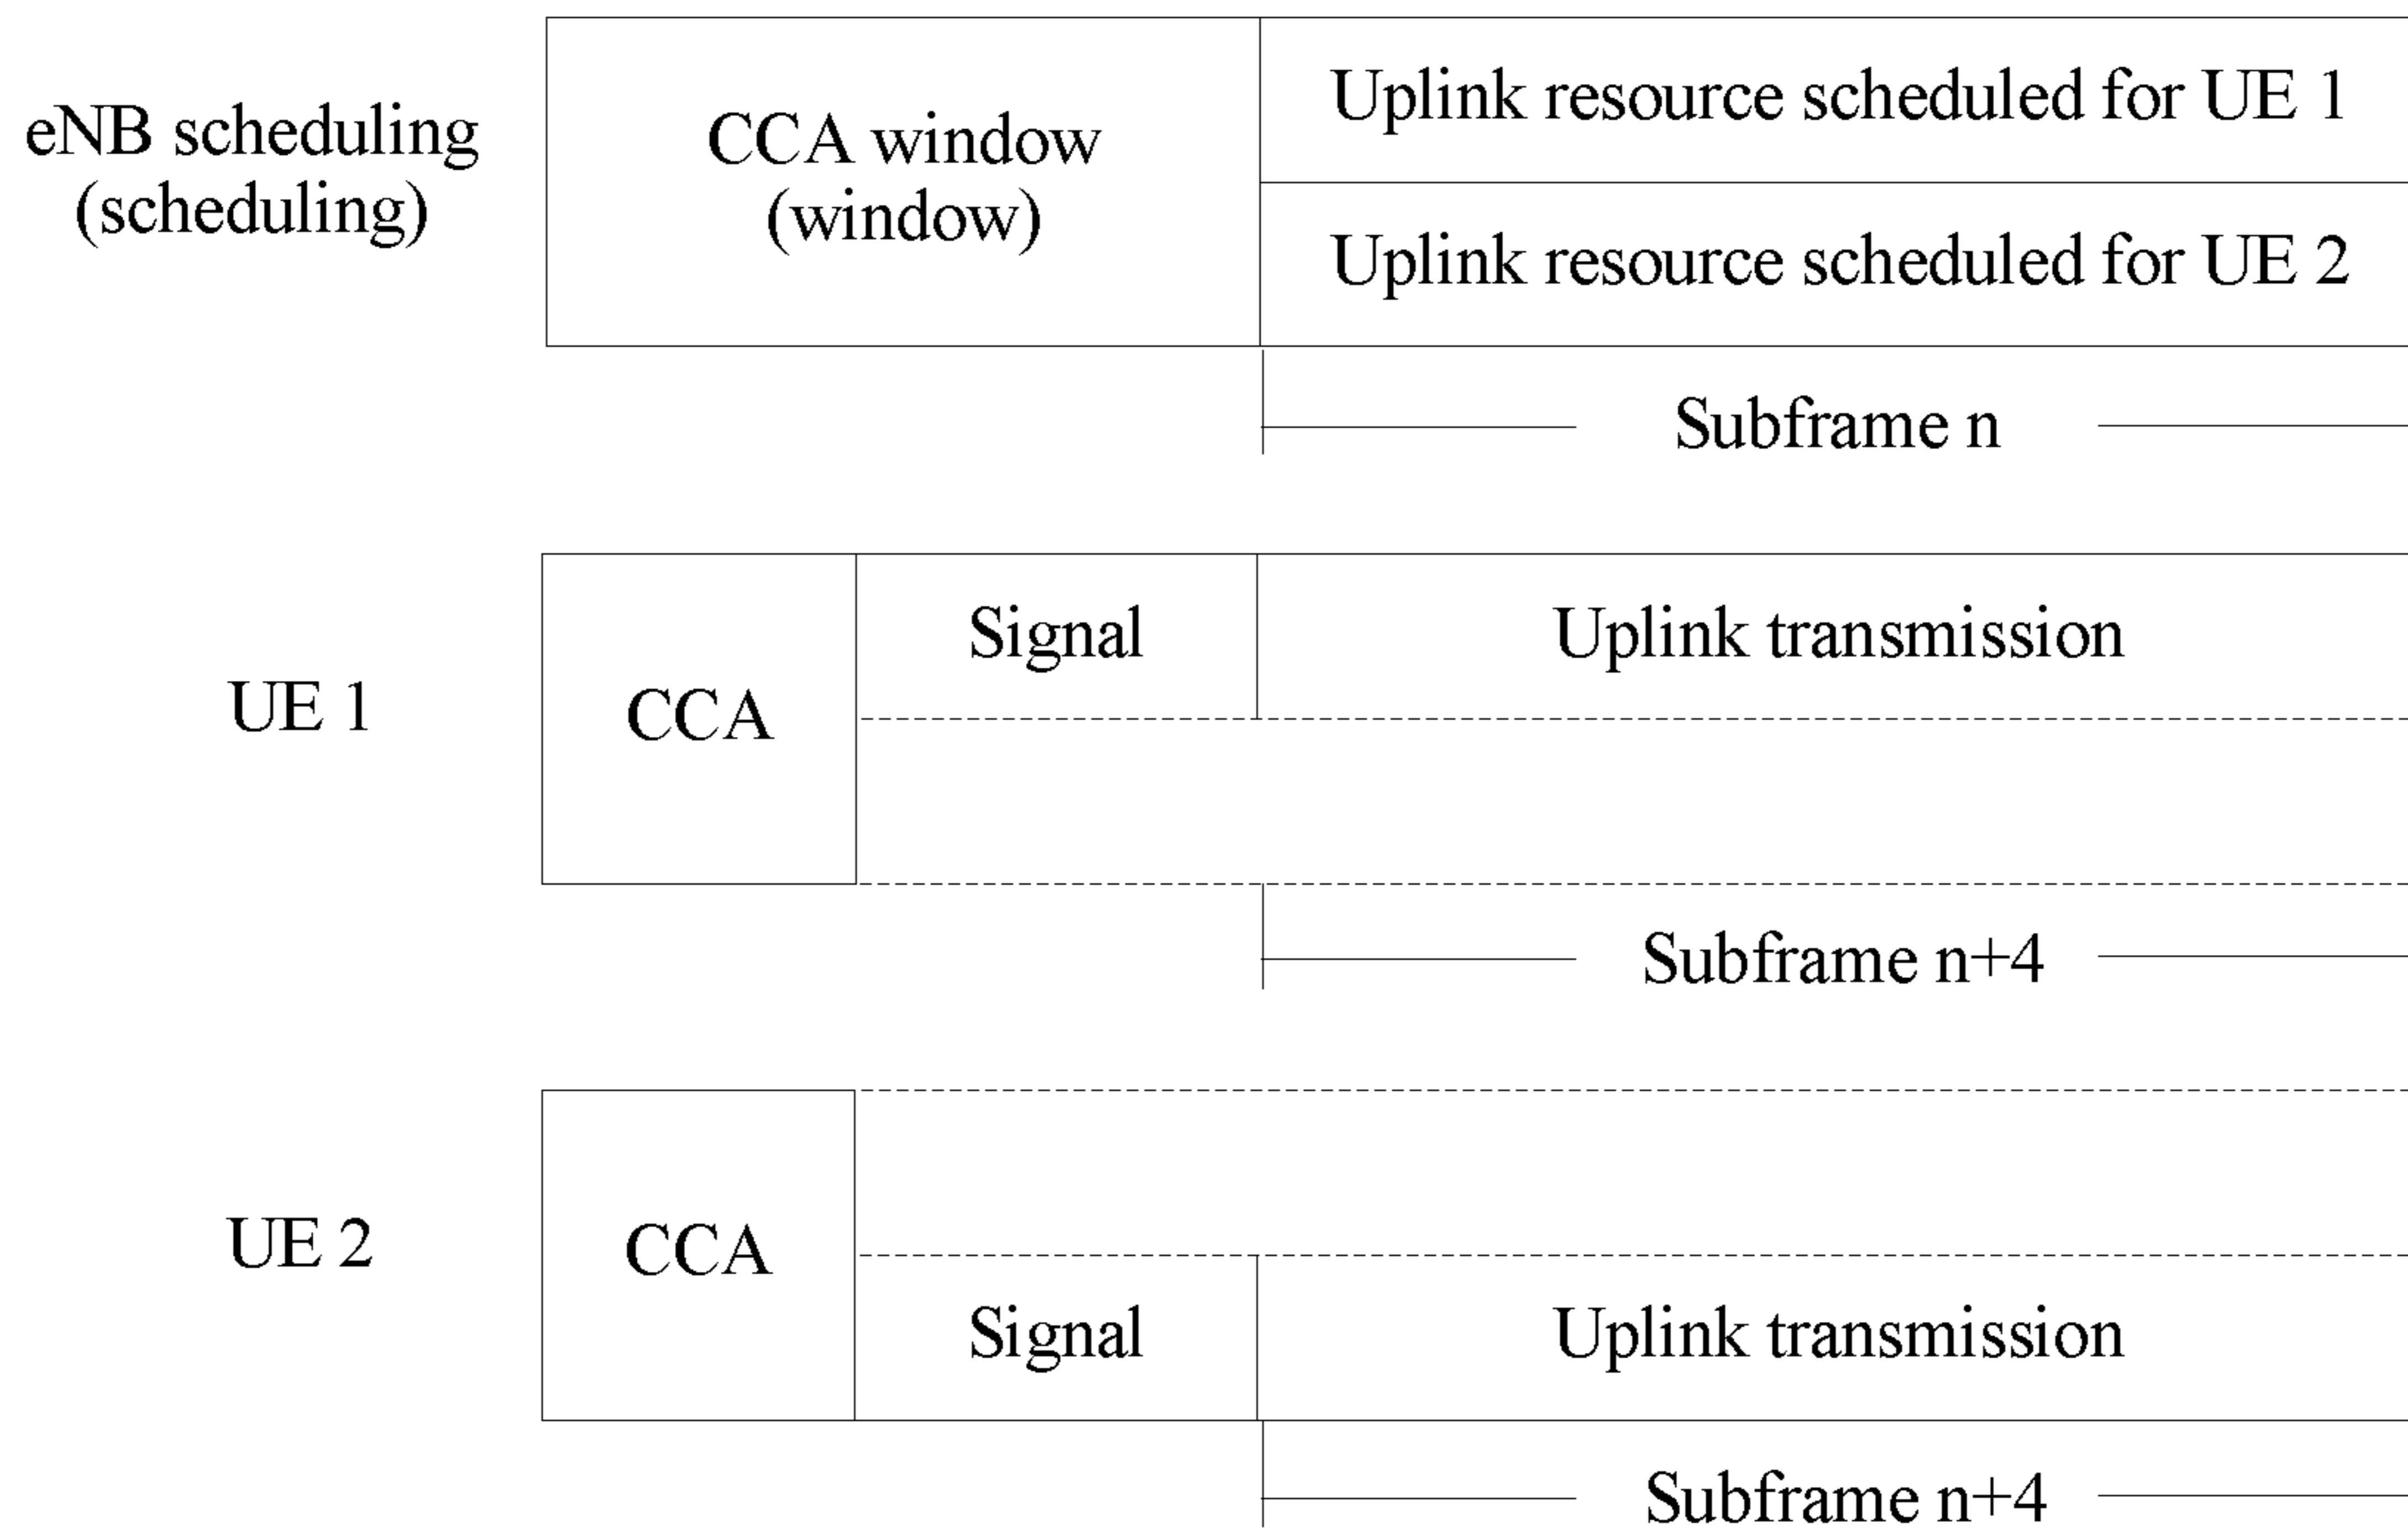 eNB scheduling
(scheduling)
CCA window
(window)
Uplink resource scheduled for UE 1
Uplink resource scheduled for UE 2
Subframe n
UE 1
CCA
Signal
Uplink transmission
Subframe n+4
UE 2
CCA
Signal
Uplink transmission
Subframe n+4